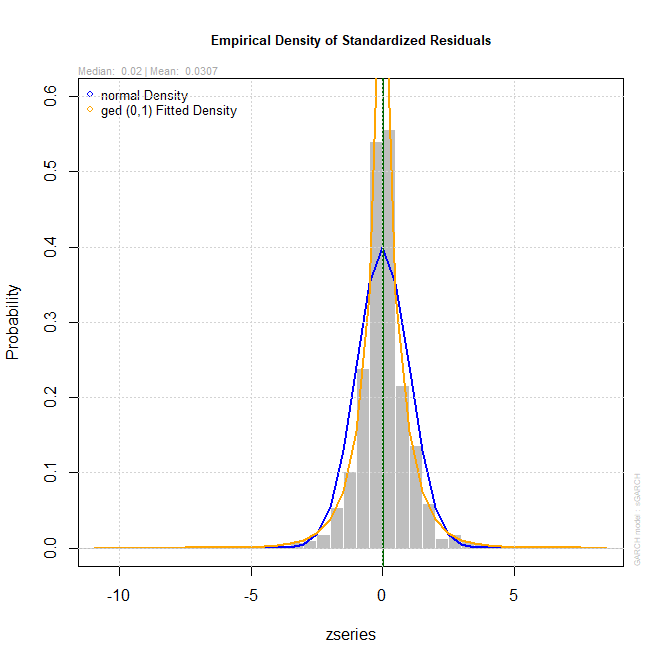 Empirical Density of Standardized Residuals
Median: 0.02 | Mean: 0.0307
normal Density
ged (0,1) Fitted Density
Probability
0.6
0.5
0.4
0.3
0.2
0.1
0.0
-10 -5 0 5
zseries
GARCH model : sGARCH